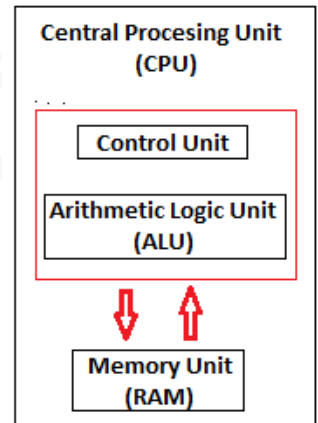 Central Procesing Unit
(CPU)
. . .
Control Unit
Arithmetic Logic Unit
(ALU)
Memory Unit
(RAM)